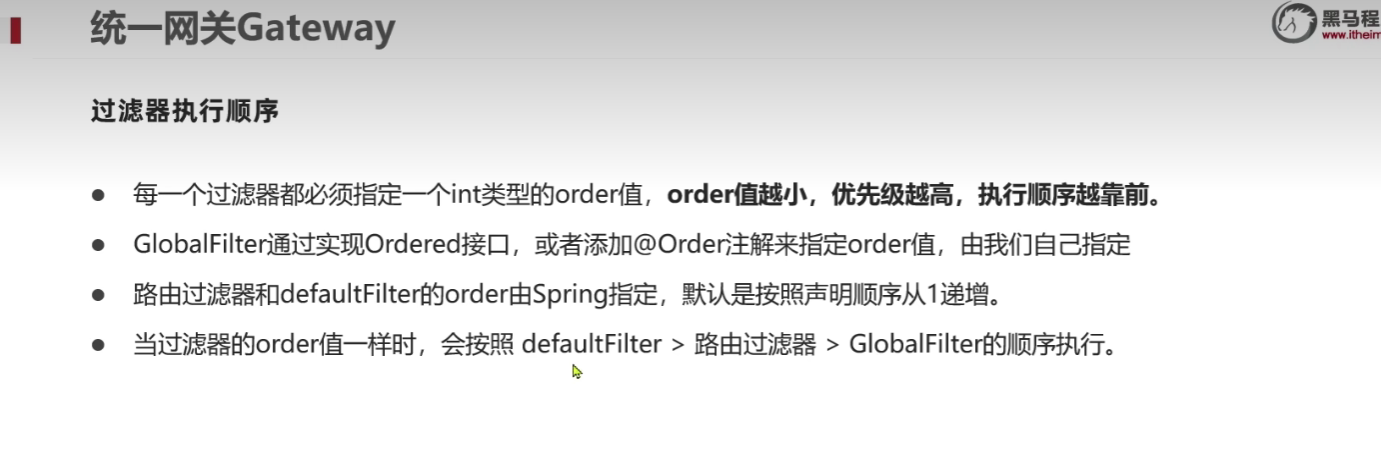 统一网关Gateway
黑马程
www.itheim
过滤器执行顺序
● 每一个过滤器都必须指定一个int类型的order值，order值越小，优先级越高，执行顺序越靠前。
● GlobalFilter通过实现Ordered接口，或者添加@Order注解来指定order值，由我们自己指定
● 路由过滤器和defaultFilter的order由Spring指定，默认是按照声明顺序从1递增。
● 当过滤器的order值一样时，会按照 defaultFilter > 路由过滤器 > GlobalFilter的顺序执行。